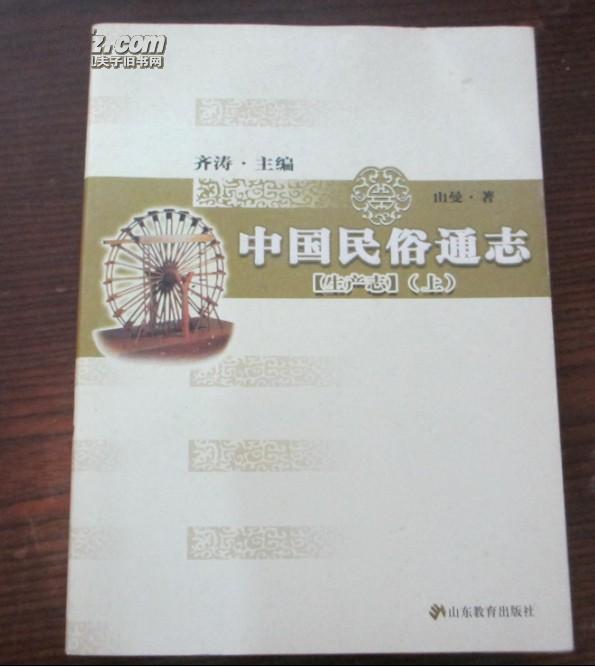 z.com
夫子旧书网
齐涛·主编
山曼·著
中国民俗通志
【生产志】(上)
山东教育出版社